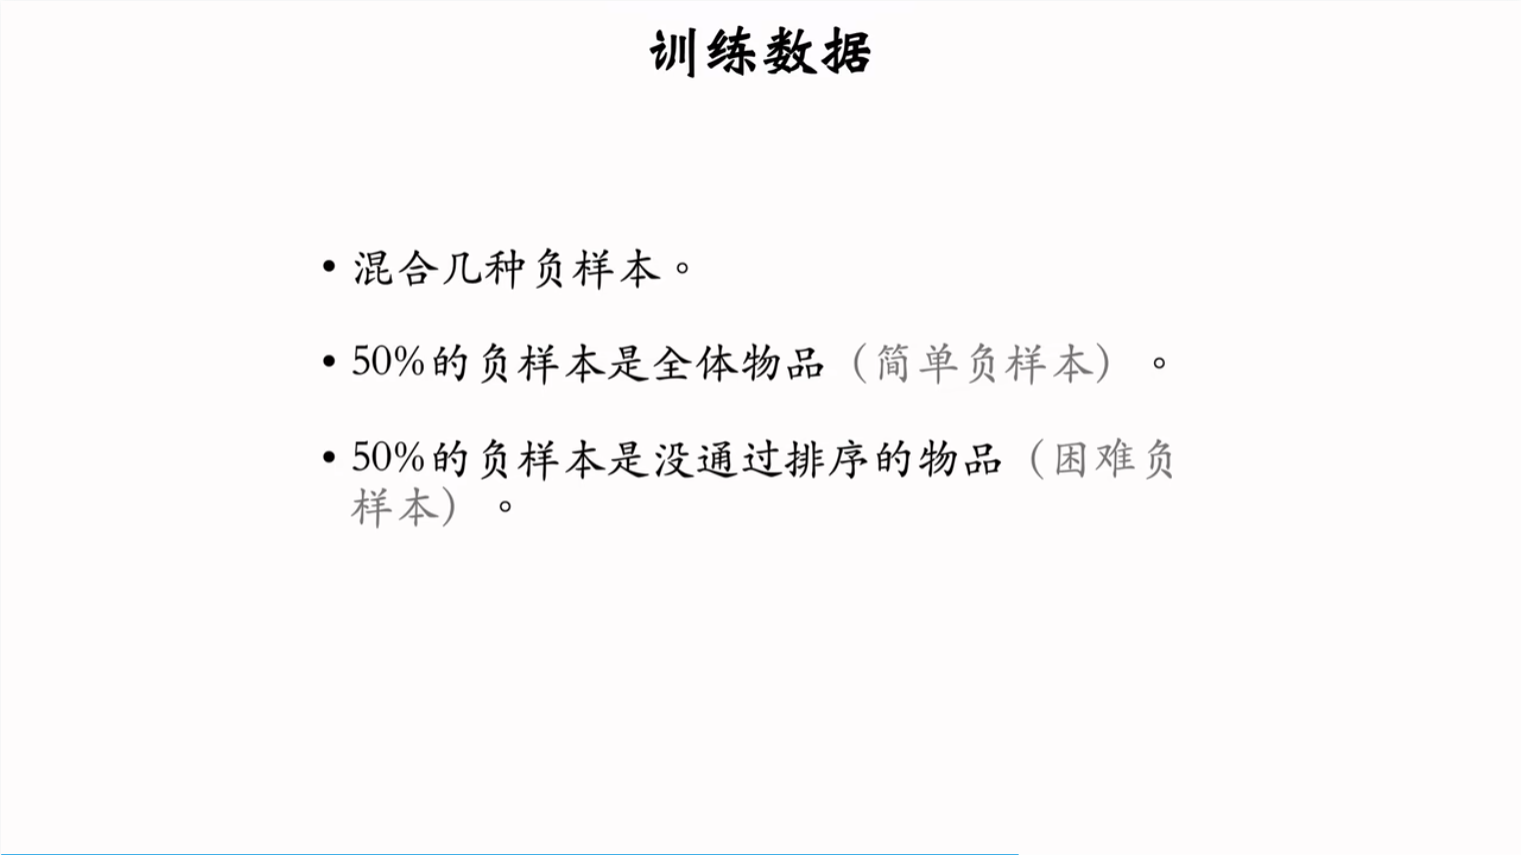 训练数据
• 混合几种负样本。
• 50%的负样本是全体物品（简单负样本）。
• 50%的负样本是没通过排序的物品（困难负
样本）。